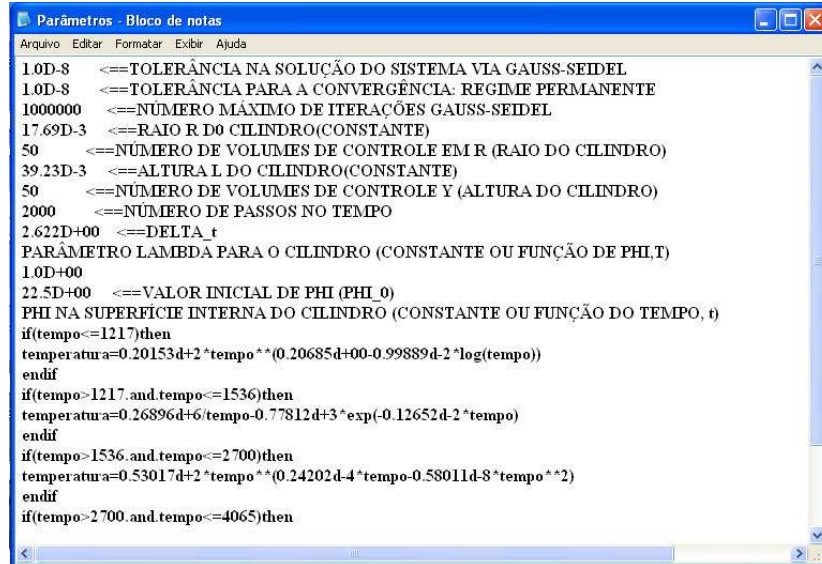 Parâmetros - Bloco de notas
Arquivo Editar Formatar Exibir Ajuda
1.0D-8 <==TOLERÂNCIA NA SOLUÇÃO DO SISTEMA VIA GAUSS-SEIDEL
1.0D-8 <==TOLERÂNCIA PARA A CONVERGÊNCIA: REGIME PERMANENTE
1000000 <==NÚMERO MÁXIMO DE ITERAÇÕES GAUSS-SEIDEL
17.69D-3 <==RAIO R D0 CILINDRO(CONSTANTE)
50 <==NÚMERO DE VOLUMES DE CONTROLE EM R (RAIO DO CILINDRO)
39.23D-3 <==ALTURA L DO CILINDRO(CONSTANTE)
50 <==NÚMERO DE VOLUMES DE CONTROLE Y (ALTURA DO CILINDRO)
2000 <==NÚMERO DE PASSOS NO TEMPO
2.622D+00 <==DELTA_t
PARÂMETRO LAMBDA PARA O CILINDRO (CONSTANTE OU FUNÇÃO DE PHI,T)
1.0D+00
22.5D+00 <==VALOR INICIAL DE PHI (PHI_0)
PHI NA SUPERFÍCIE INTERNA DO CILINDRO (CONSTANTE OU FUNÇÃO DO TEMPO, t)
if(tempo<=1217)then
temperatura=0.20153d+2*tempo**(0.20685d+00-0.99889d-2*log(tempo))
endif
if(tempo>1217.and.tempo<=1536)then
temperatura=0.26896d+6/tempo-0.77812d+3*exp(-0.12652d-2*tempo)
endif
if(tempo>1536.and.tempo<=2700)then
temperatura=0.53017d+2*tempo**(0.24202d-4*tempo-0.58011d-8*tempo**2)
endif
if(tempo>2700.and.tempo<=4065)then